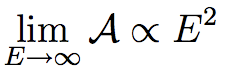 lim 𝒜 ∝ E²
E→∞